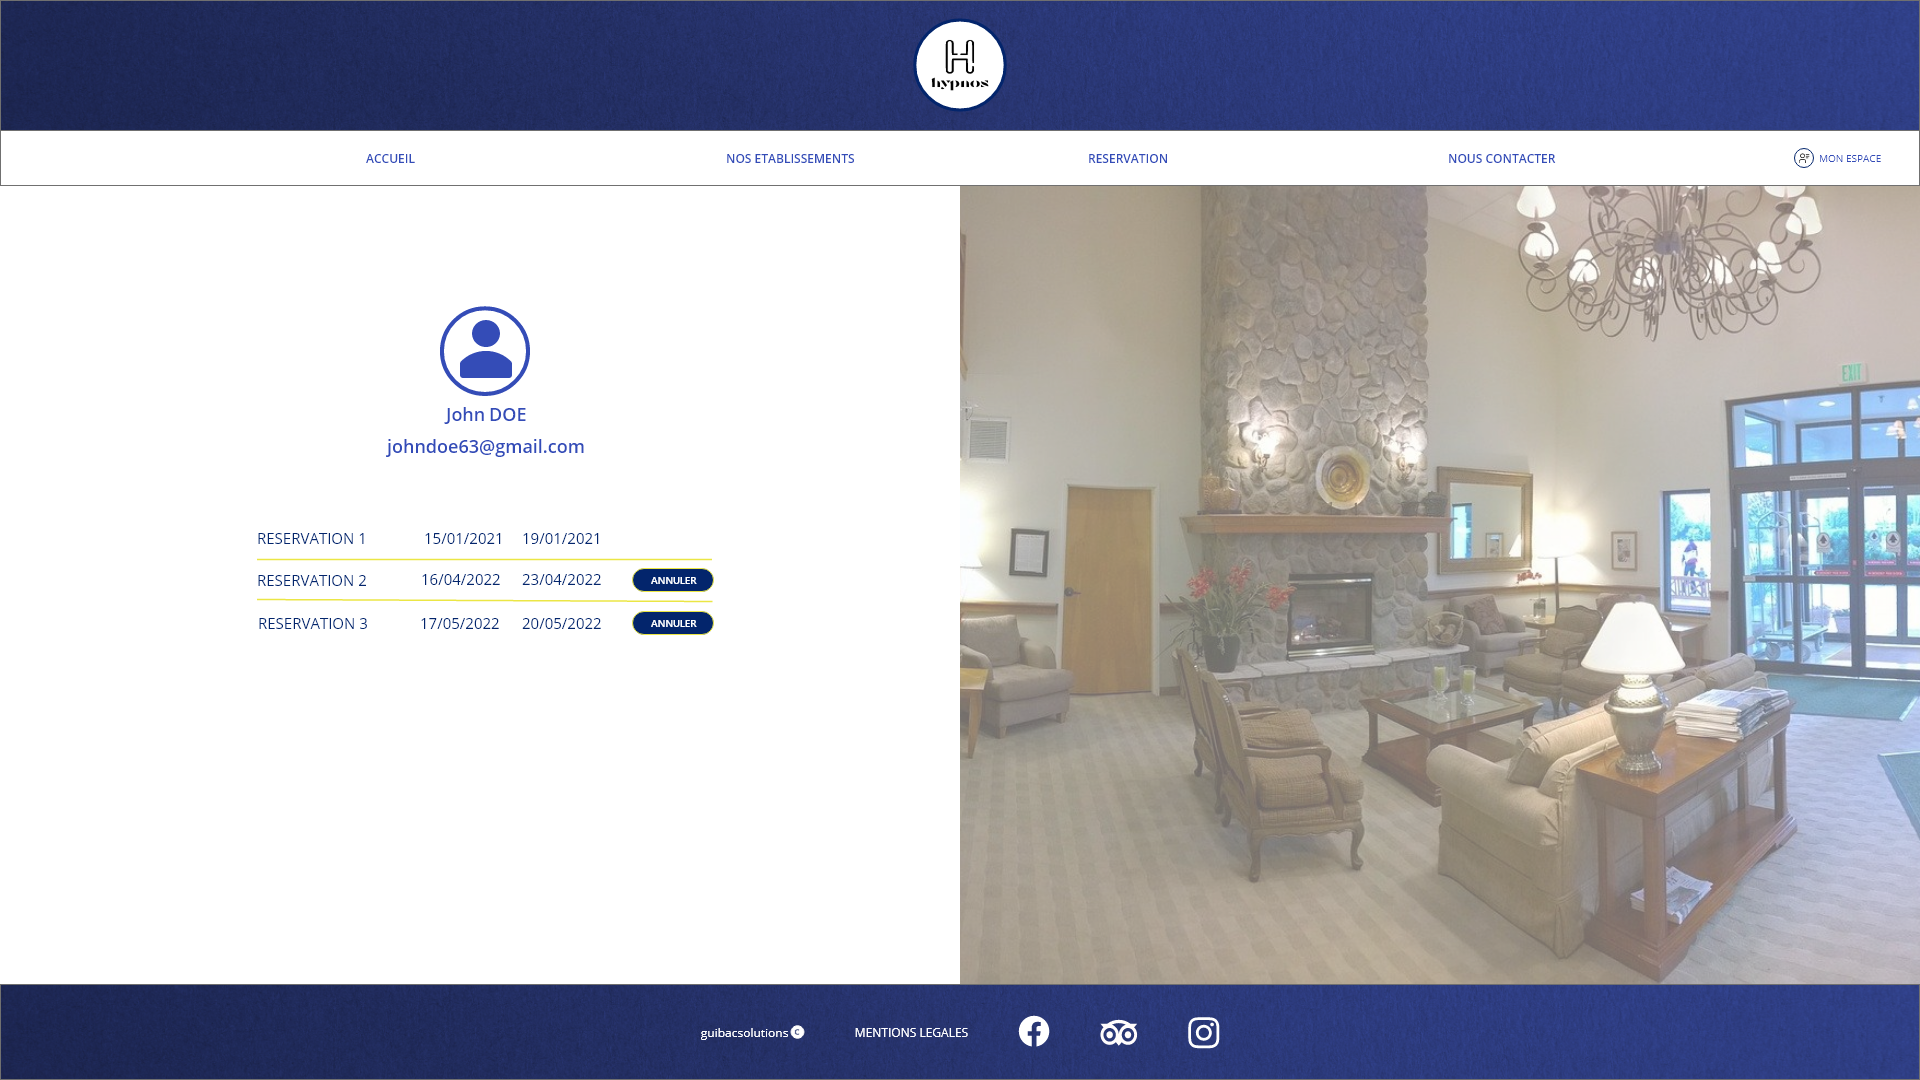 H
hypnos
ACCUEIL NOS ETABLISSEMENTS RESERVATION NOUS CONTACTER MON ESPACE
EXIT
John DOE
johndoe63@gmail.com
RESERVATION 1 15/01/2021 19/01/2021
RESERVATION 2 16/04/2022 23/04/2022 ANNULER
RESERVATION 3 17/05/2022 20/05/2022 ANNULER
guibacsolutions C MENTIONS LEGALES